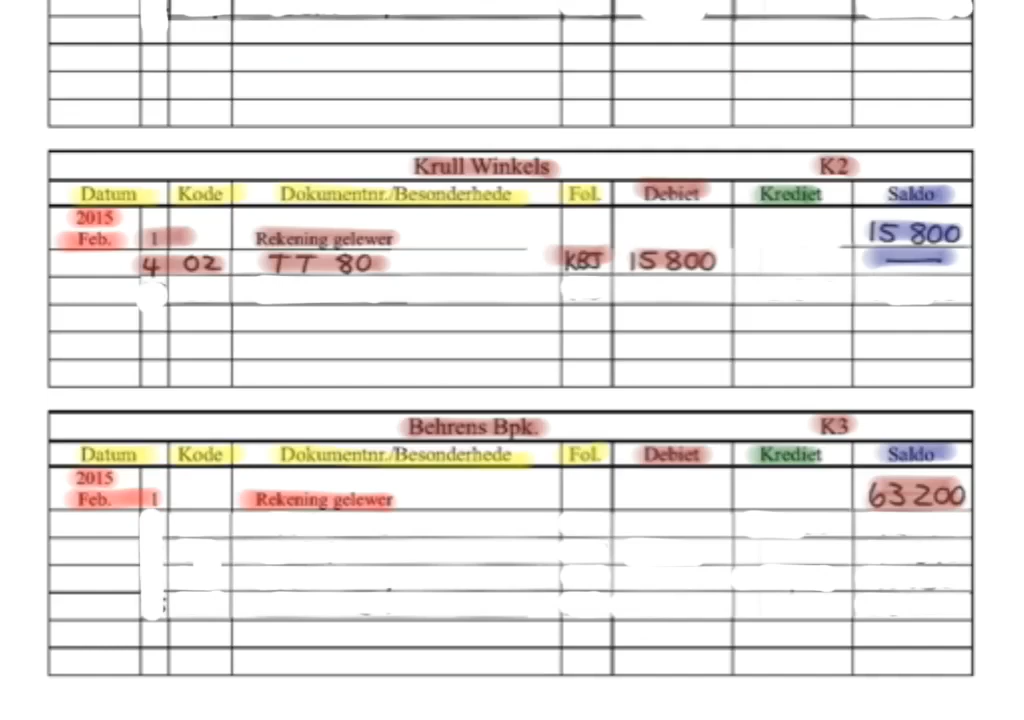 Krull Winkels K2
Datum Kode Dokumentnr./Besonderhede Fol. Debiet Krediet Saldo
2015
Feb. 1 Rekening gelewer 15 800
4 02 TT 80 KBJ 15 800 —
Behrens Bpk. K3
Datum Kode Dokumentnr./Besonderhede Fol. Debiet Krediet Saldo
2015
Feb. 1 Rekening gelewer 63 200